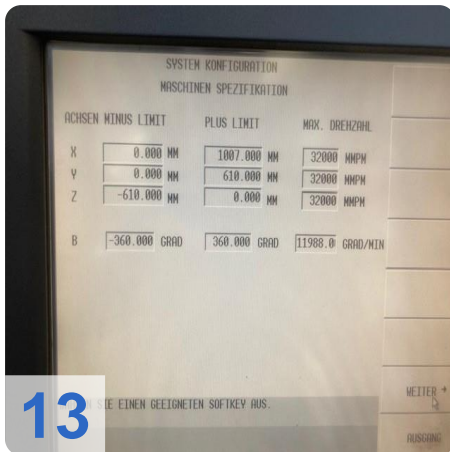 SYSTEM KONFIGURATION
MASCHINEN SPEZIFIKATION
ACHSEN MINUS LIMIT PLUS LIMIT MAX. DREHZAHL
X 0.000 MM 1007.000 MM 32000 MMPM
Y 0.000 MM 610.000 MM 32000 MMPM
Z -610.000 MM 0.000 MM 32000 MMPM
B -360.000 GRAD 360.000 GRAD 11988.0 GRAD/MIN
WEITER →
SIE EINEN GEEIGNETEN SOFTKEY AUS.
13
AUSGANG